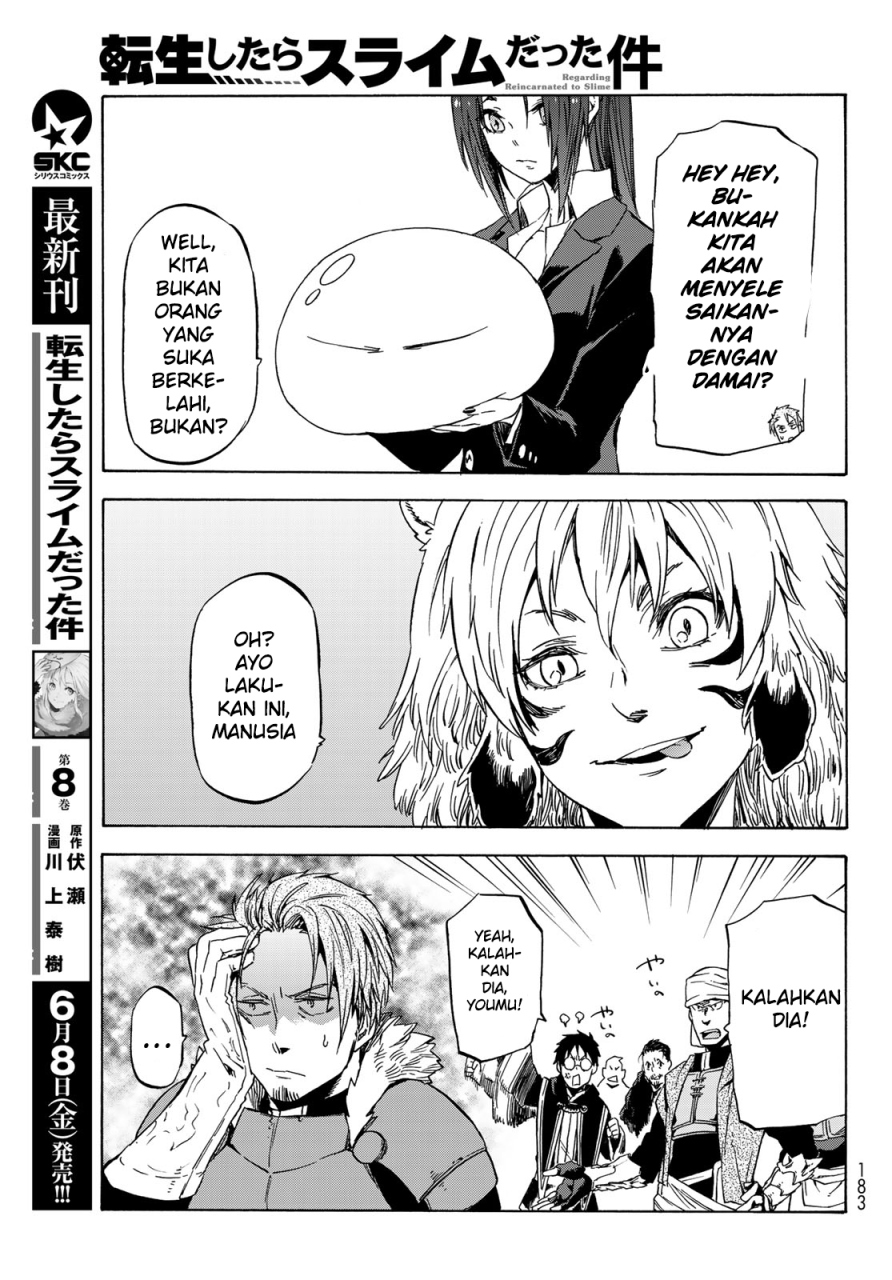 転生したらスライムだった件
Regarding
Reincarnated to Slime
SKC
シリウスコミックス
最新刊
転生したらスライムだった件
第8巻
原作 伏瀬
漫画 川上泰樹
6月8日(金)発売!!!
HEY HEY,
BU-
KANKAH
KITA
AKAN
MENYELE
SAIKAN-
NYA
DENGAN
DAMAI?
WELL,
KITA
BUKAN
ORANG
YANG
SUKA
BERKE-
LAHI,
BUKAN?
OH?
AYO
LAKU-
KAN INI,
MANUSIA
KALAHKAN
DIA!
やいの
やいの
YEAH,
KALAH-
KAN
DIA,
YOUMU!
...
183